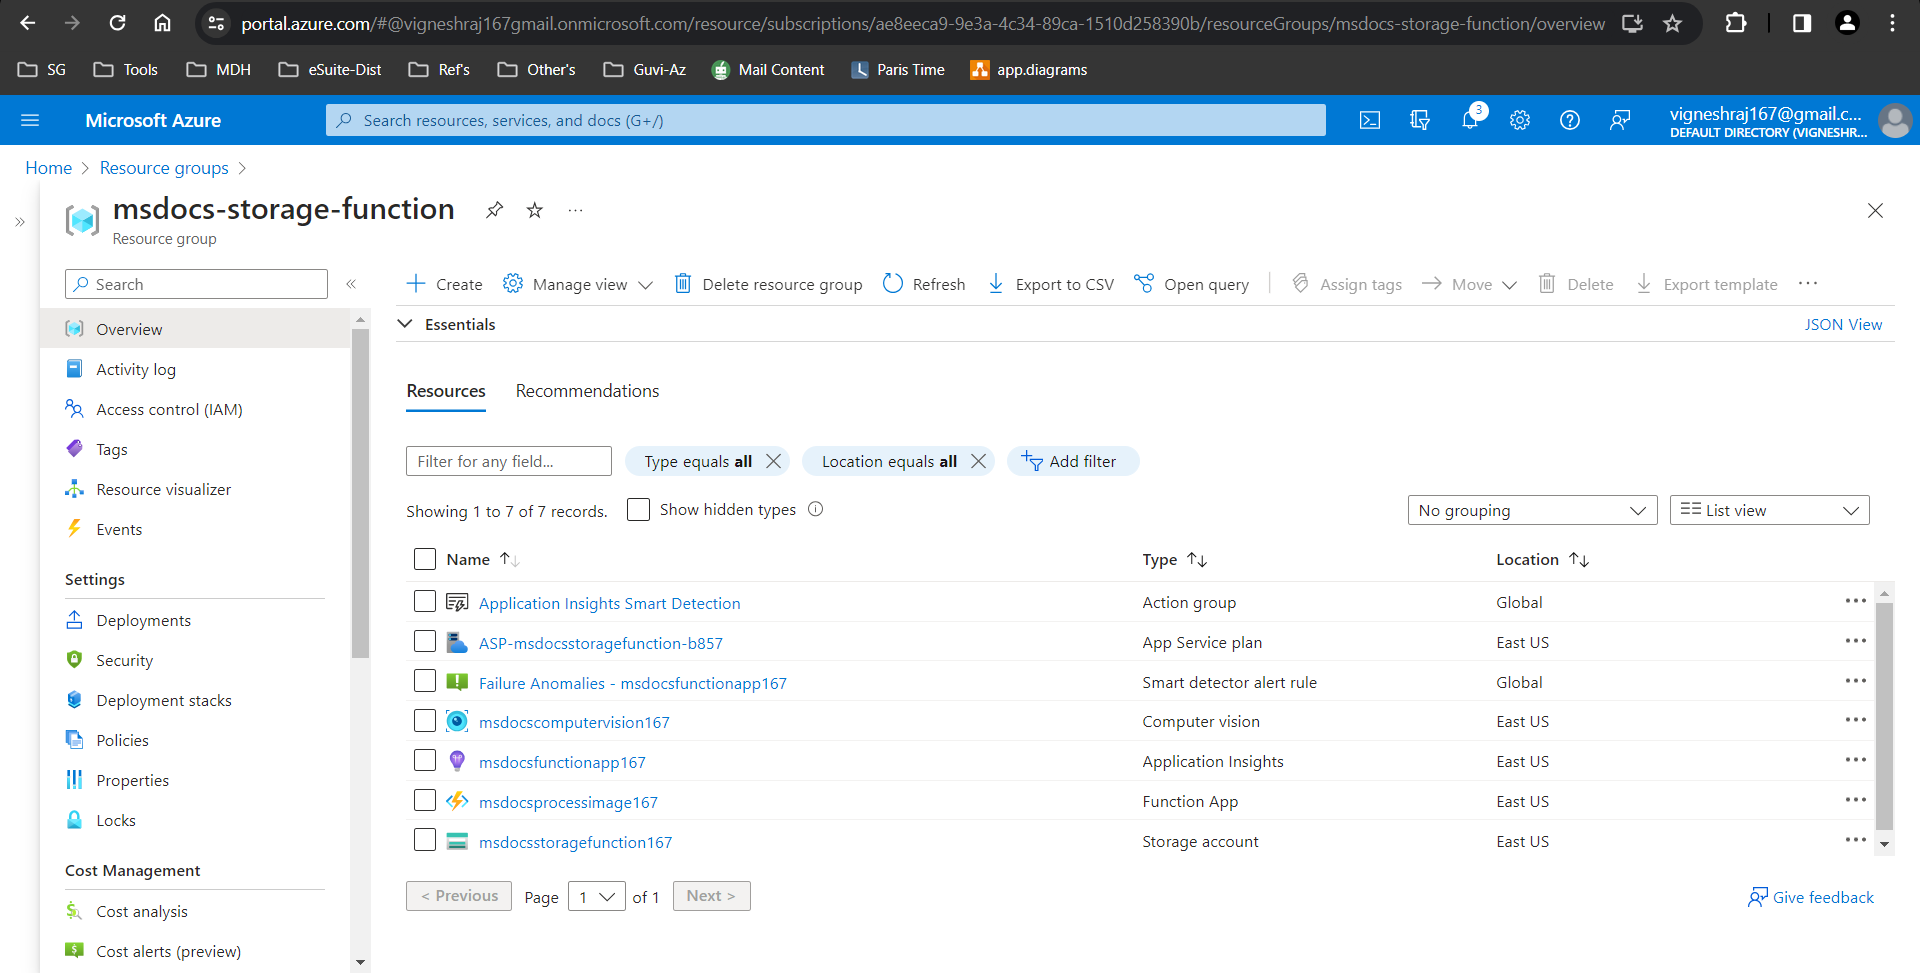 portal.azure.com/#@vigneshraj167gmail.onmicrosoft.com/resource/subscriptions/ae8eeca9-9e3a-4c34-89ca-1510d258390b/resourceGroups/msdocs-storage-function/overview
SG Tools MDH eSuite-Dist Ref's Other's Guvi-Az Mail Content Paris Time app.diagrams
Microsoft Azure
Search resources, services, and docs (G+/)
3
vigneshraj167@gmail.c...
DEFAULT DIRECTORY (VIGNESHR...
Home > Resource groups >
msdocs-storage-function
Resource group
Search
Create Manage view Delete resource group Refresh Export to CSV Open query Assign tags Move Delete Export template
Overview
Activity log
Access control (IAM)
Tags
Resource visualizer
Events
Settings
Deployments
Security
Deployment stacks
Policies
Properties
Locks
Cost Management
Cost analysis
Cost alerts (preview)
Essentials
JSON View
Resources Recommendations
Filter for any field...
Type equals all
Location equals all
Add filter
Showing 1 to 7 of 7 records.
Show hidden types
No grouping
List view
Name Type Location
Application Insights Smart Detection Action group Global
ASP-msdocsstoragefunction-b857 App Service plan East US
Failure Anomalies - msdocsfunctionapp167 Smart detector alert rule Global
msdocscomputervision167 Computer vision East US
msdocsfunctionapp167 Application Insights East US
msdocsprocessimage167 Function App East US
msdocsstoragefunction167 Storage account East US
< Previous Page 1 of 1 Next >
Give feedback